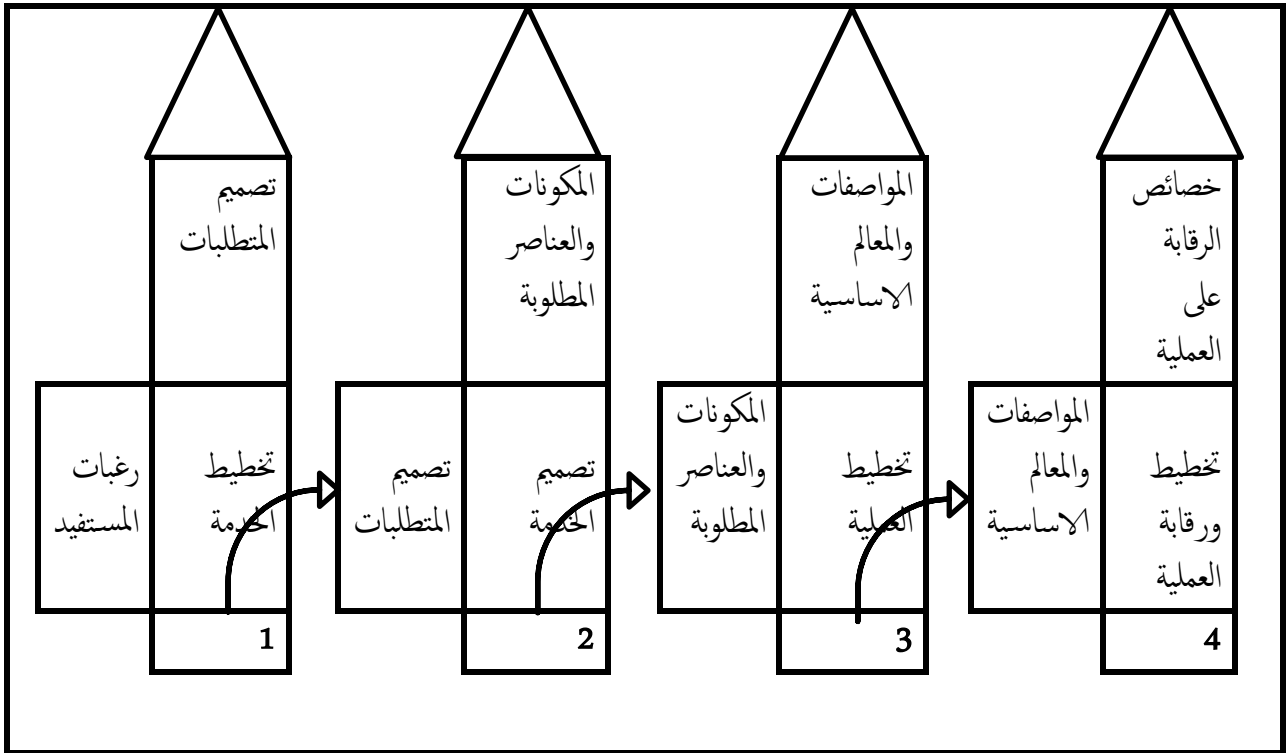 تصميم
المتطلبات
رغبات
المستفيد
تخطيط
الخدمة
1
المكونات
والعناصر
المطلوبة
تصميم
المتطلبات
تصميم
الخدمة
2
المواصفات
والمعالم
الاساسية
المكونات
والعناصر
المطلوبة
تخطيط
العملية
3
خصائص
الرقابة
على
العملية
المواصفات
والمعالم
الاساسية
تخطيط
ورقابة
العملية
4